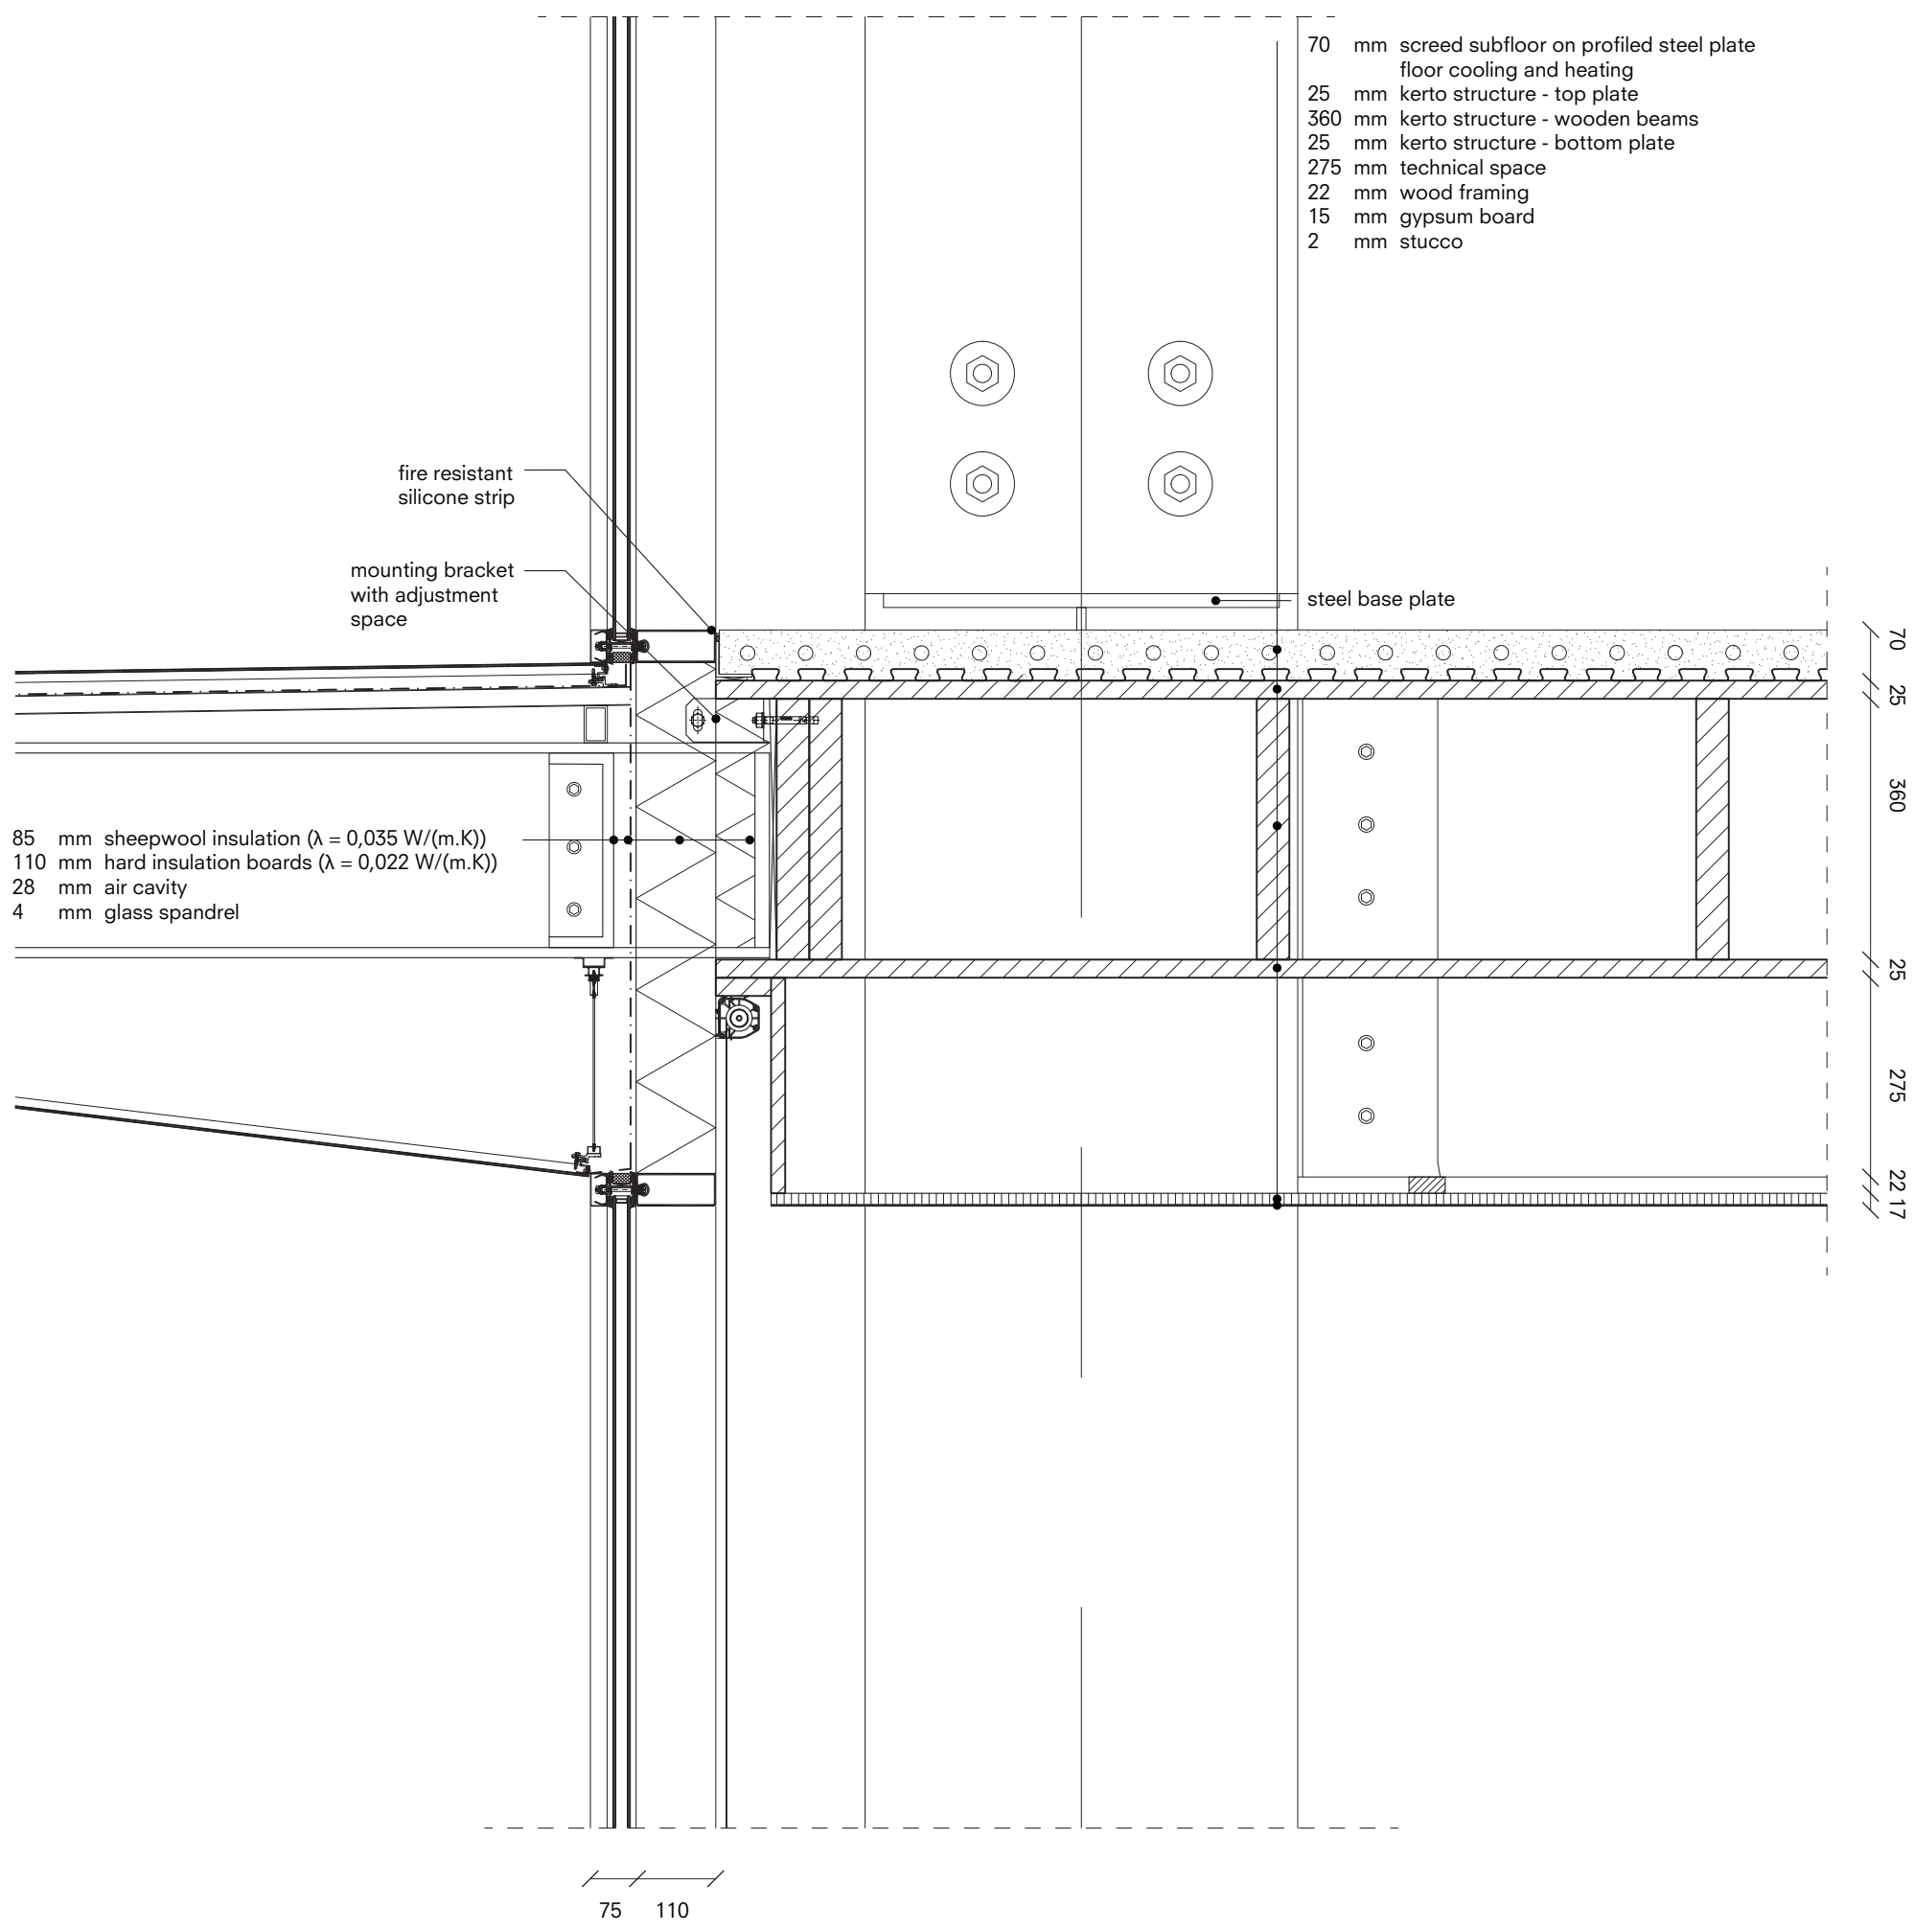 70 mm screed subfloor on profiled steel plate
floor cooling and heating
25 mm kerto structure - top plate
360 mm kerto structure - wooden beams
25 mm kerto structure - bottom plate
275 mm technical space
22 mm wood framing
15 mm gypsum board
2 mm stucco
fire resistant
silicone strip
mounting bracket
with adjustment
space
steel base plate
85 mm sheepwool insulation (λ = 0,035 W/(m.K))
110 mm hard insulation boards (λ = 0,022 W/(m.K))
28 mm air cavity
4 mm glass spandrel
70
25
360
25
275
22
17
75 110